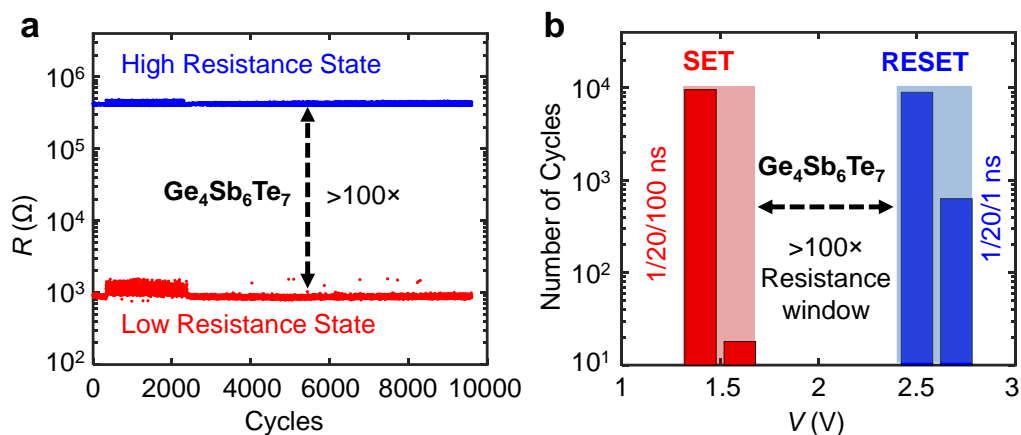 a
R (Ω)
10⁶
10⁵
10⁴
10³
10²
High Resistance State
Ge₄Sb₆Te₇
>100×
Low Resistance State
0
2000
4000
6000
8000
10000
Cycles
b
Number of Cycles
10⁴
10³
10²
10¹
SET
RESET
1/20/100 ns
Ge₄Sb₆Te₇
>100×
Resistance
window
1/20/1 ns
1
1.5
2
2.5
3
V (V)